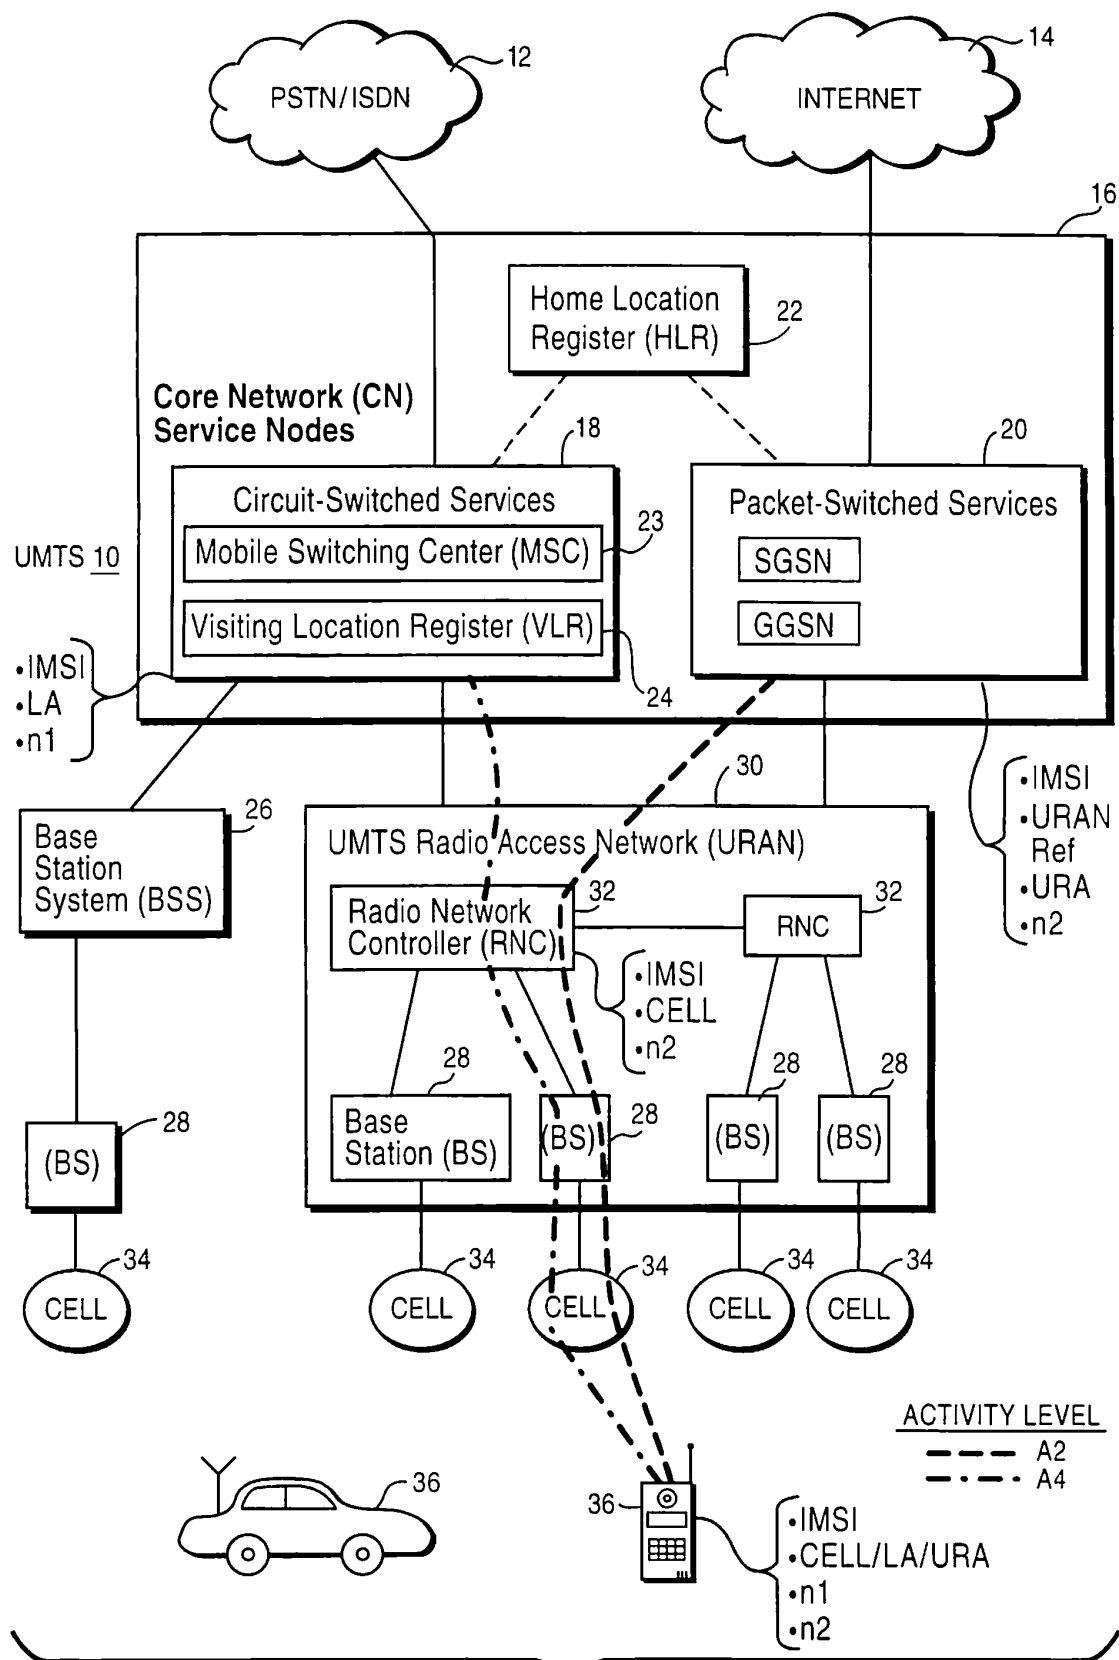 12
PSTN/ISDN
14
INTERNET
16
Home Location
Register (HLR)
22
Core Network (CN)
Service Nodes
18
20
Circuit-Switched Services
Mobile Switching Center (MSC)
23
Visiting Location Register (VLR)
24
Packet-Switched Services
SGSN
GGSN
UMTS 10
•IMSI
•LA
•n1
•IMSI
•URAN
Ref
•URA
•n2
26
Base
Station
System (BSS)
30
UMTS Radio Access Network (URAN)
32
Radio Network
Controller (RNC)
32
RNC
•IMSI
•CELL
•n2
28
(BS)
28
Base
Station (BS)
(BS)
28
28
(BS)
28
(BS)
34
CELL
34
CELL
34
CELL
34
CELL
34
CELL
ACTIVITY LEVEL
A2
A4
36
36
•IMSI
•CELL/LA/URA
•n1
•n2